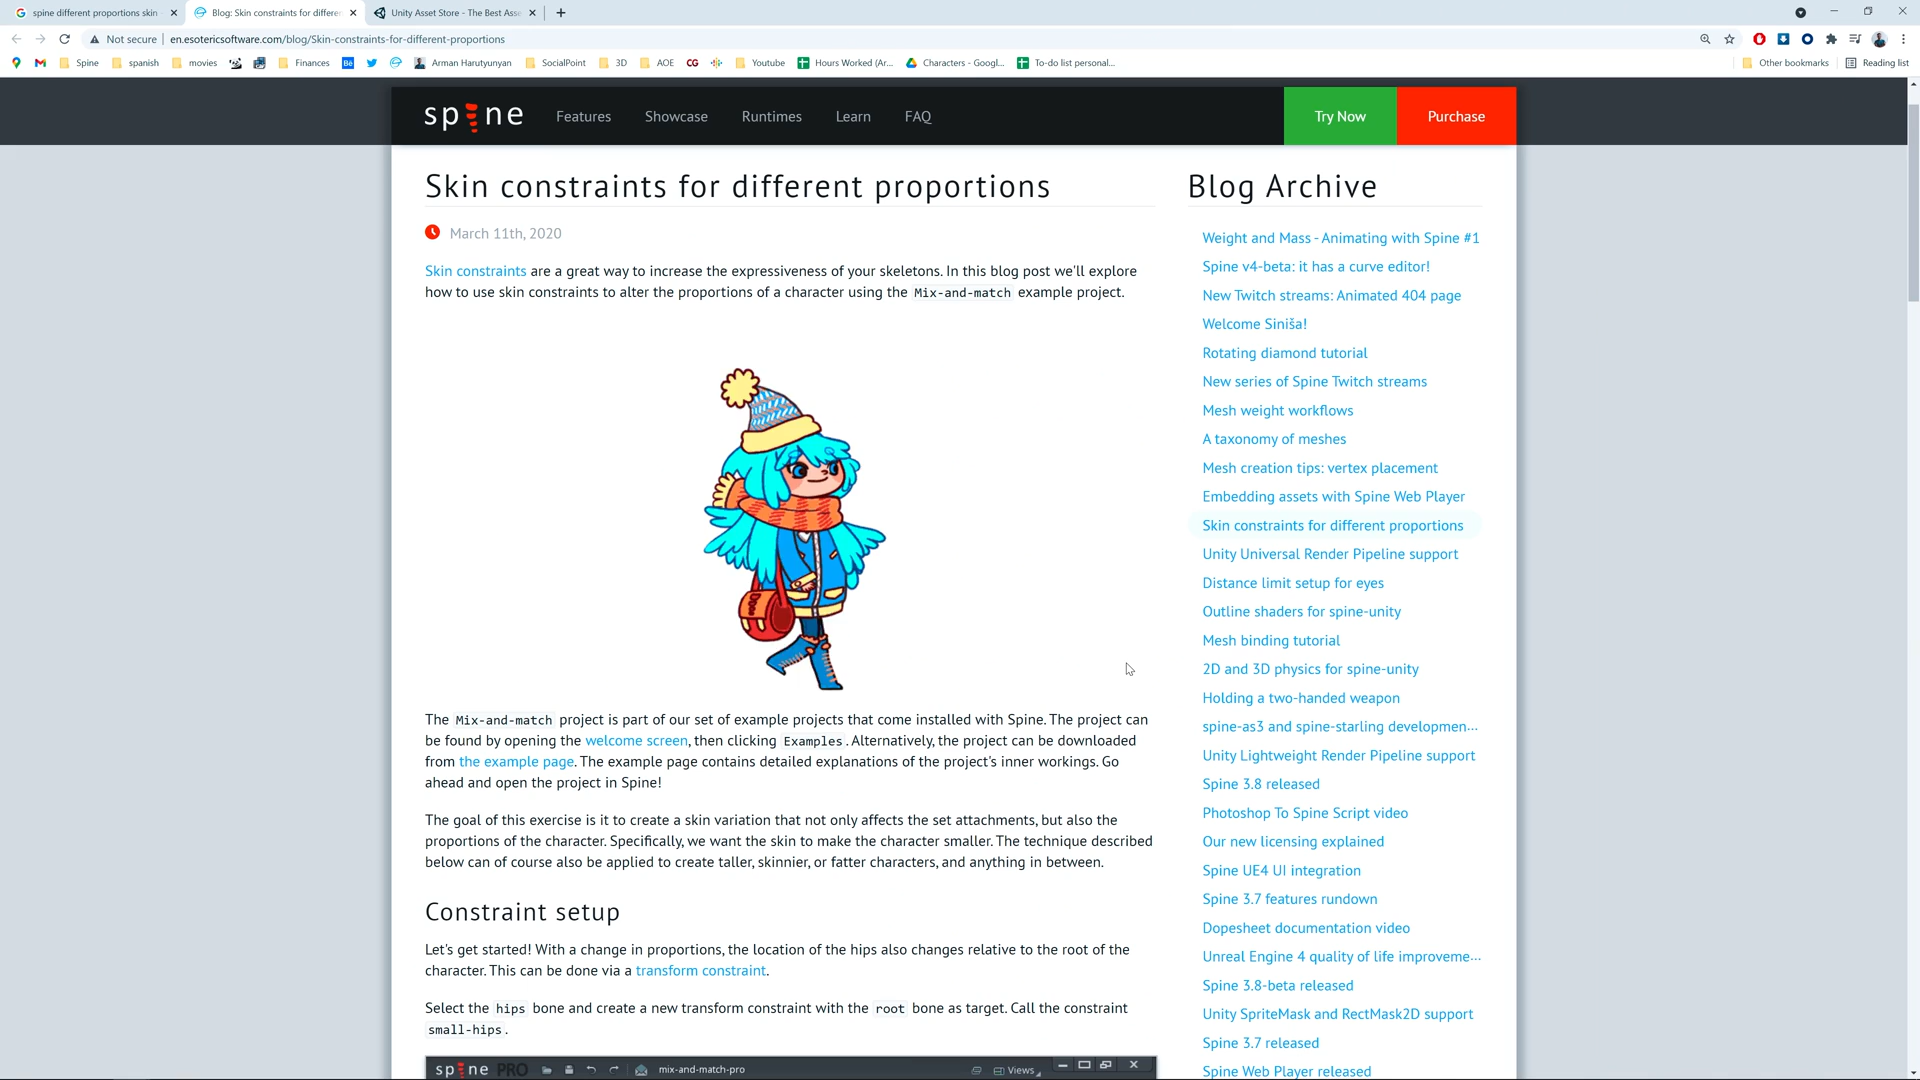 spine different proportions skin
Blog: Skin constraints for differen
Unity Asset Store - The Best Asse
Not secure
en.esotericsoftware.com/blog/Skin-constraints-for-different-proportions
Spine
spanish
movies
Finances
Arman Harutyunyan
SocialPoint
3D
AOE
CG
Youtube
Hours Worked (Ar...
Characters - Googl...
To-do list personal...
Other bookmarks
Reading list
spine
Features
Showcase
Runtimes
Learn
FAQ
Try Now
Purchase
Skin constraints for different proportions
March 11th, 2020
Skin constraints are a great way to increase the expressiveness of your skeletons. In this blog post we'll explore
how to use skin constraints to alter the proportions of a character using the Mix-and-match example project.
The Mix-and-match project is part of our set of example projects that come installed with Spine. The project can
be found by opening the welcome screen, then clicking Examples. Alternatively, the project can be downloaded
from the example page. The example page contains detailed explanations of the project's inner workings. Go
ahead and open the project in Spine!
The goal of this exercise is it to create a skin variation that not only affects the set attachments, but also the
proportions of the character. Specifically, we want the skin to make the character smaller. The technique described
below can of course also be applied to create taller, skinnier, or fatter characters, and anything in between.
Constraint setup
Let's get started! With a change in proportions, the location of the hips also changes relative to the root of the
character. This can be done via a transform constraint.
Select the hips bone and create a new transform constraint with the root bone as target. Call the constraint
small-hips.
spine PRO
mix-and-match-pro
Views
Blog Archive
Weight and Mass - Animating with Spine #1
Spine v4-beta: it has a curve editor!
New Twitch streams: Animated 404 page
Welcome Siniša!
Rotating diamond tutorial
New series of Spine Twitch streams
Mesh weight workflows
A taxonomy of meshes
Mesh creation tips: vertex placement
Embedding assets with Spine Web Player
Skin constraints for different proportions
Unity Universal Render Pipeline support
Distance limit setup for eyes
Outline shaders for spine-unity
Mesh binding tutorial
2D and 3D physics for spine-unity
Holding a two-handed weapon
spine-as3 and spine-starling developmen...
Unity Lightweight Render Pipeline support
Spine 3.8 released
Photoshop To Spine Script video
Our new licensing explained
Spine UE4 UI integration
Spine 3.7 features rundown
Dopesheet documentation video
Unreal Engine 4 quality of life improveme...
Spine 3.8-beta released
Unity SpriteMask and RectMask2D support
Spine 3.7 released
Spine Web Player released